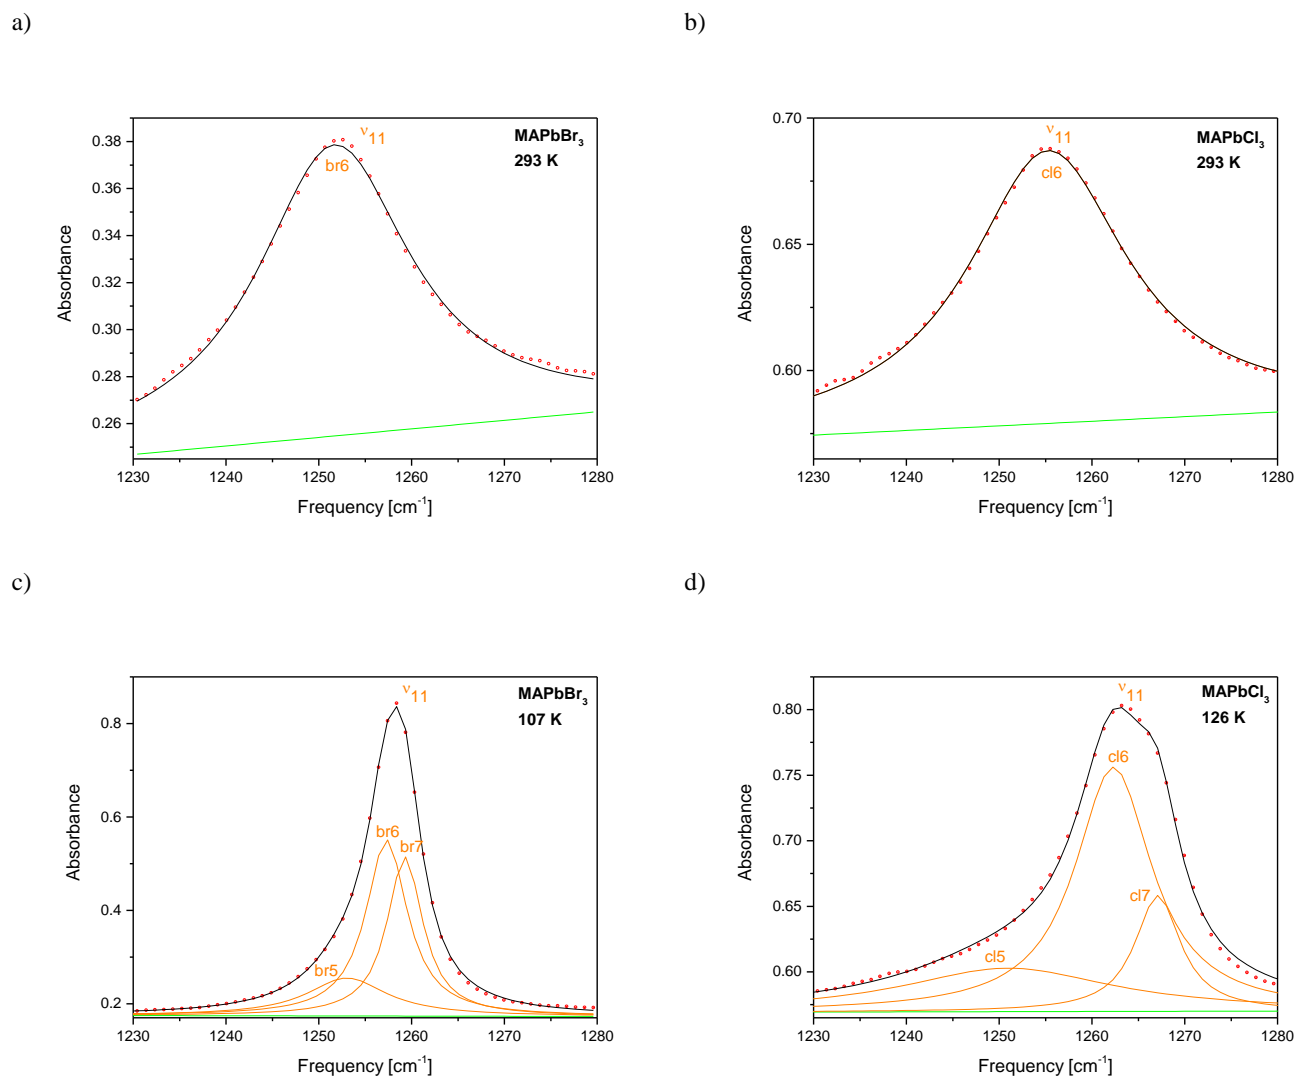 a)
b)
MAPbBr3
293 K
ν11
br6
0.38
0.36
0.34
0.32
0.30
0.28
0.26
Absorbance
1230 1240 1250 1260 1270 1280
Frequency [cm-1]
MAPbCl3
293 K
ν11
cl6
0.70
0.65
0.60
Absorbance
1230 1240 1250 1260 1270 1280
Frequency [cm-1]
c)
d)
MAPbBr3
107 K
ν11
br6
br7
br5
0.8
0.6
0.4
0.2
Absorbance
1230 1240 1250 1260 1270 1280
Frequency [cm-1]
MAPbCl3
126 K
ν11
cl6
cl7
cl5
0.80
0.75
0.70
0.65
0.60
Absorbance
1230 1240 1250 1260 1270 1280
Frequency [cm-1]